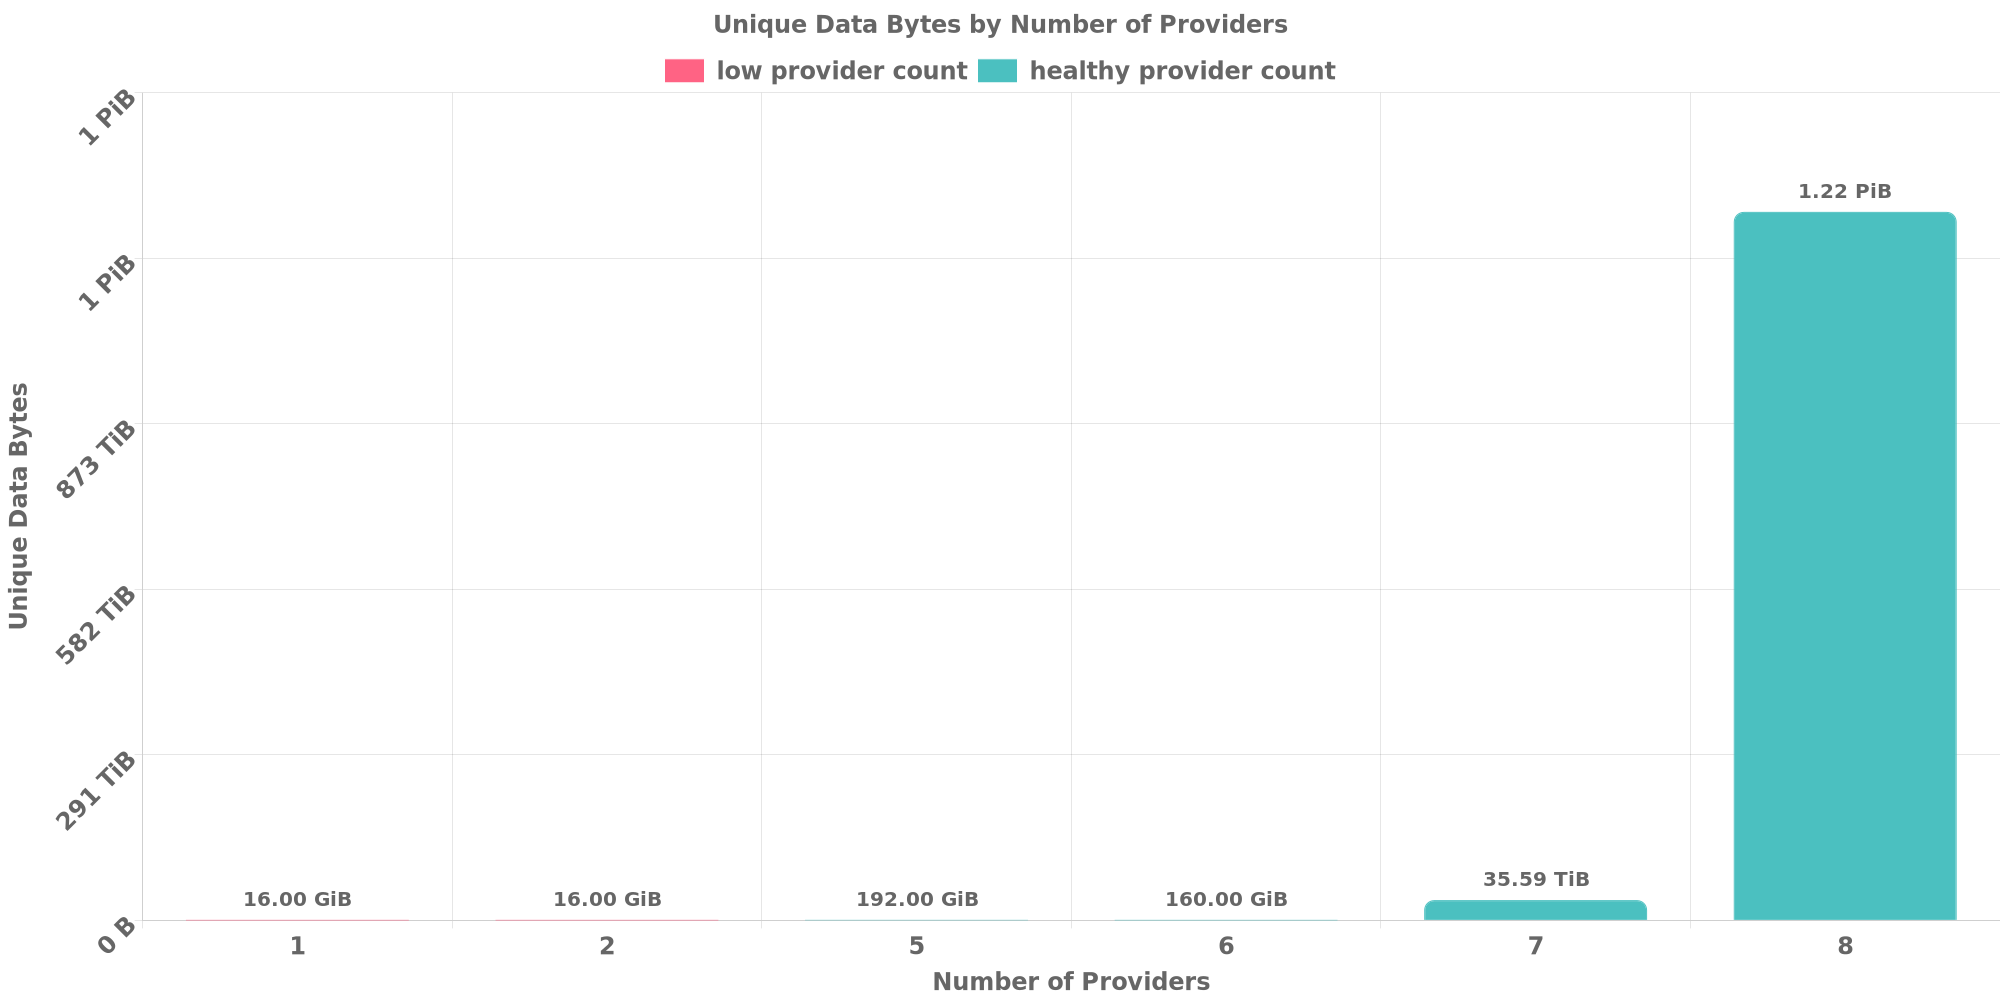 Unique Data Bytes by Number of Providers
low provider count healthy provider count
1 PiB
1 PiB
873 TiB
582 TiB
291 TiB
0 B
Unique Data Bytes
16.00 GiB
16.00 GiB
192.00 GiB
160.00 GiB
35.59 TiB
1.22 PiB
1 2 5 6 7 8
Number of Providers